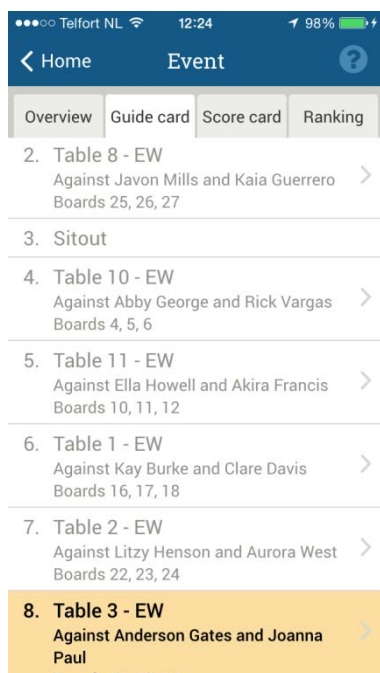 Telfort NL 12:24 98%
Home Event ?
Overview Guide card Score card Ranking
2. Table 8 - EW
Against Javon Mills and Kaia Guerrero
Boards 25, 26, 27
3. Sitout
4. Table 10 - EW
Against Abby George and Rick Vargas
Boards 4, 5, 6
5. Table 11 - EW
Against Ella Howell and Akira Francis
Boards 10, 11, 12
6. Table 1 - EW
Against Kay Burke and Clare Davis
Boards 16, 17, 18
7. Table 2 - EW
Against Litzy Henson and Aurora West
Boards 22, 23, 24
8. Table 3 - EW
Against Anderson Gates and Joanna
Paul